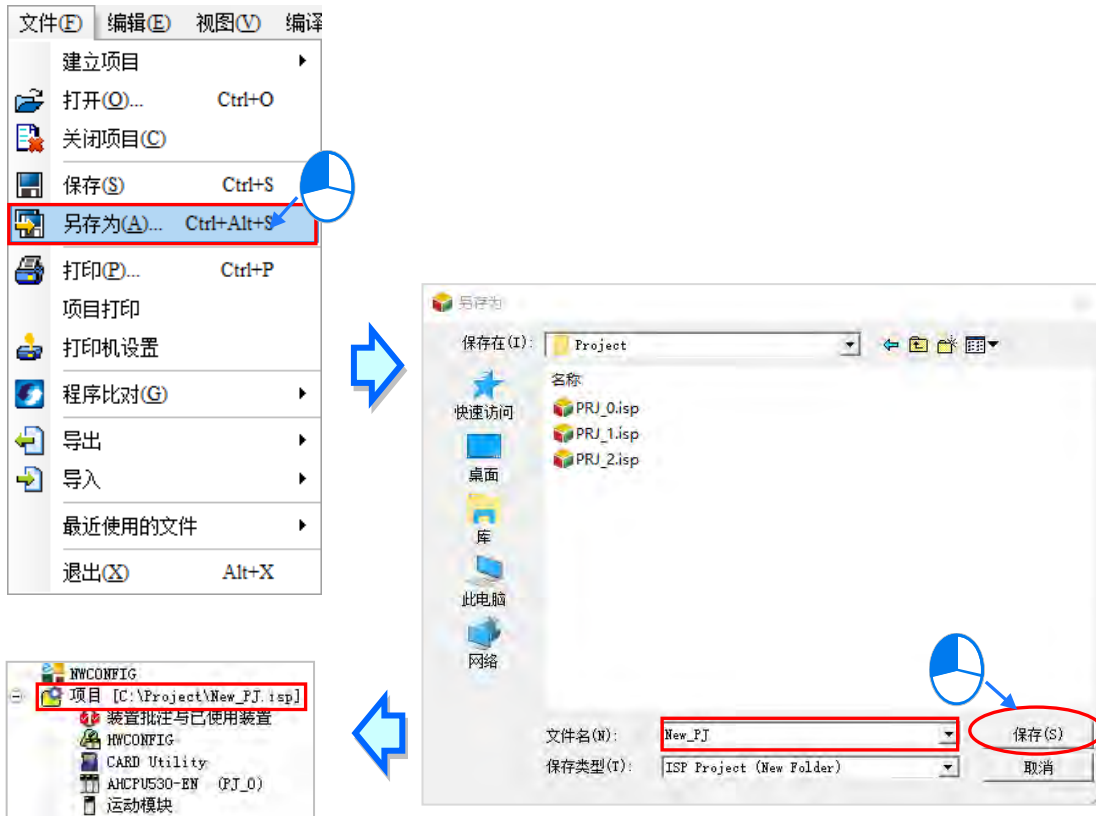 文件(F) 编辑(E) 视图(V) 编译
建立项目
打开(O)... Ctrl+O
关闭项目(C)
保存(S) Ctrl+S
另存为(A)... Ctrl+Alt+S
打印(P)... Ctrl+P
项目打印
打印机设置
程序比对(G)
导出
导入
最近使用的文件
退出(X) Alt+X
另存为
保存在(I): Project
名称
PRJ_0.isp
PRJ_1.isp
PRJ_2.isp
快速访问
桌面
库
此电脑
网络
文件名(N): New_PJ 保存(S)
保存类型(T): ISP Project (New Folder) 取消
NWCONFIG
项目 [C:\Project\New_PJ.isp]
装置批注与已使用装置
HWCONFIG
CARD Utility
AHCPU530-EN (PJ_0)
运动模块